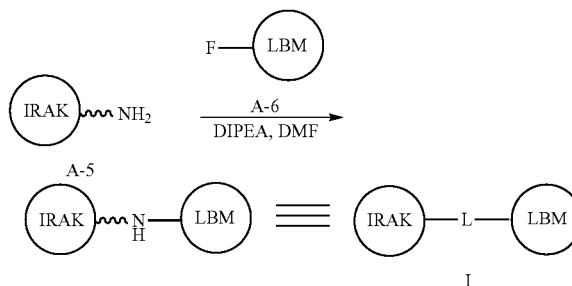 F LBM
IRAK NH₂
A-6
DIPEA, DMF
A-5
IRAK N LBM IRAK L LBM
H
I